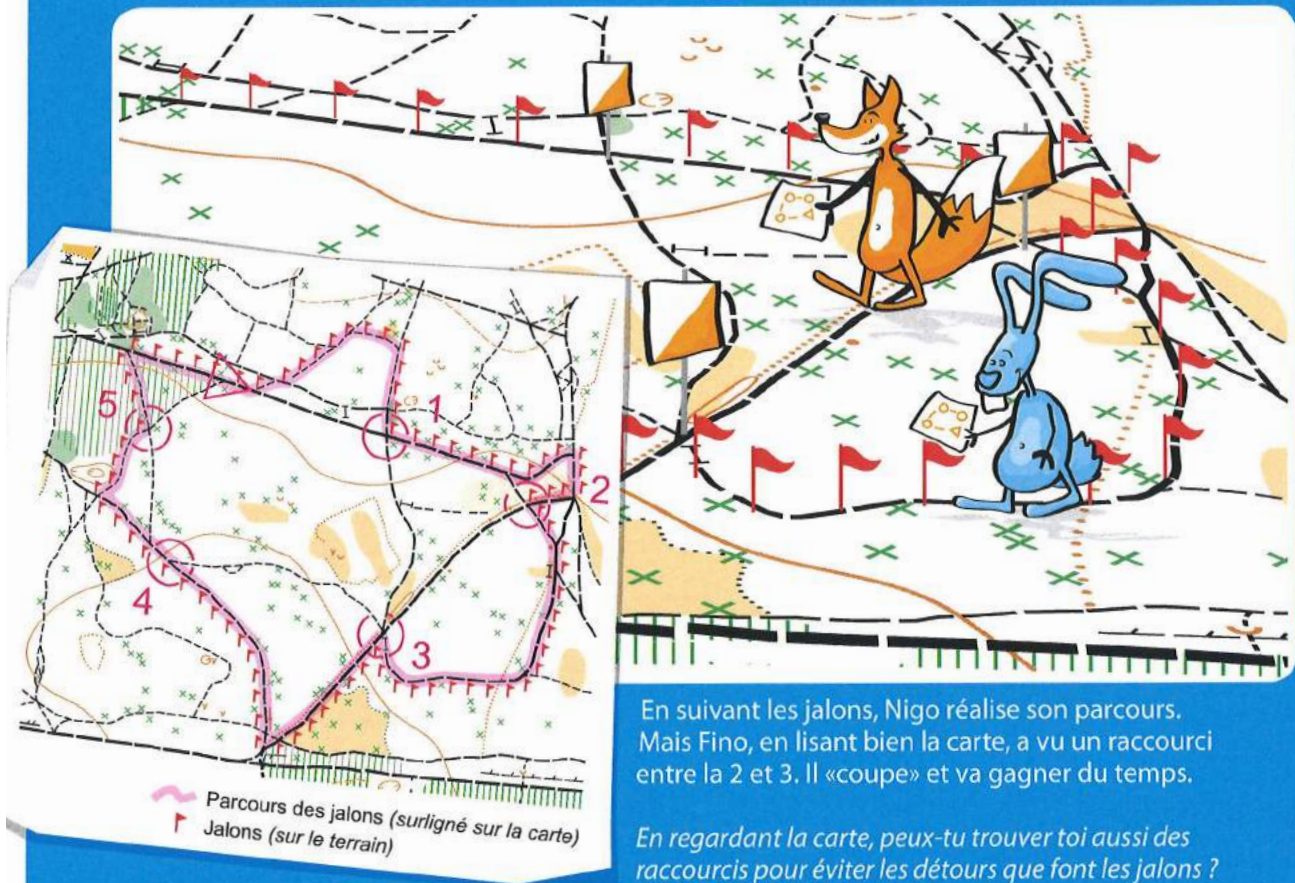 5
1
2
3
4
Parcours des jalons (surligné sur la carte)
Jalons (sur le terrain)
En suivant les jalons, Nigo réalise son parcours.
Mais Fino, en lisant bien la carte, a vu un raccourci
entre la 2 et 3. Il «coupe» et va gagner du temps.
En regardant la carte, peux-tu trouver toi aussi des
raccourcis pour éviter les détours que font les jalons ?